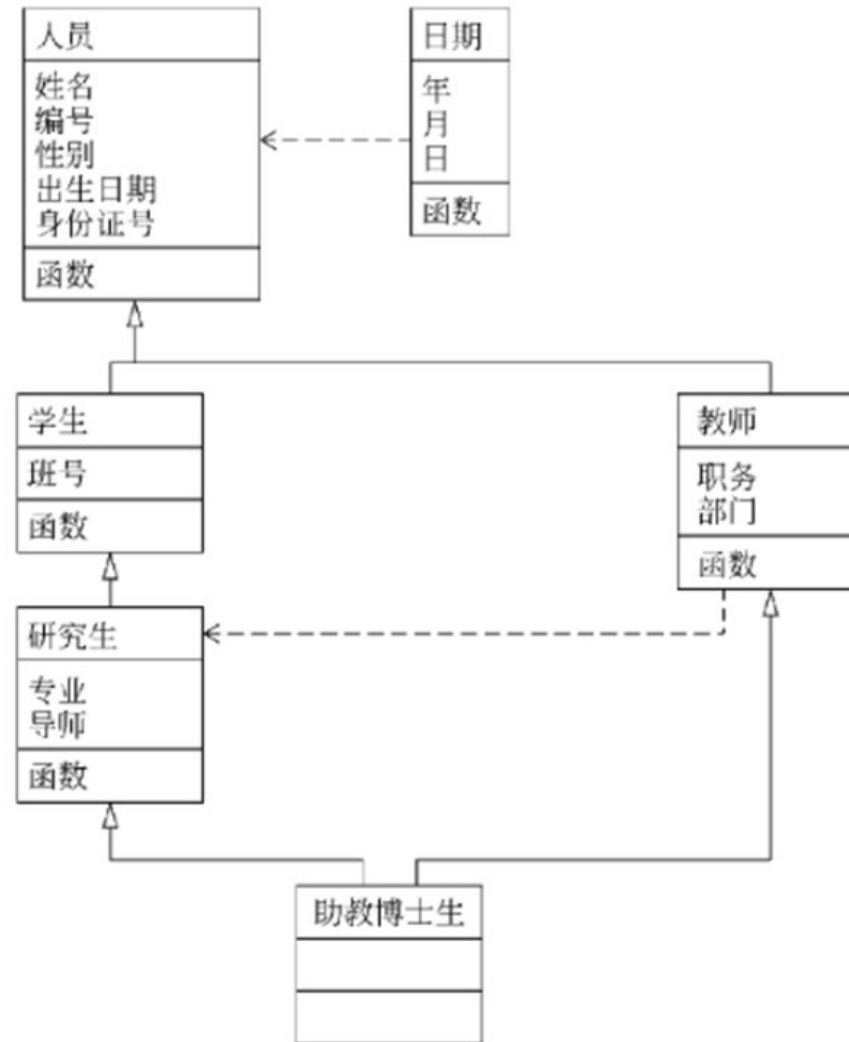 人员
姓名
编号
性别
出生日期
身份证号
函数
日期
年
月
日
函数
学生
班号
函数
教师
职务
部门
函数
研究生
专业
导师
函数
助教博士生